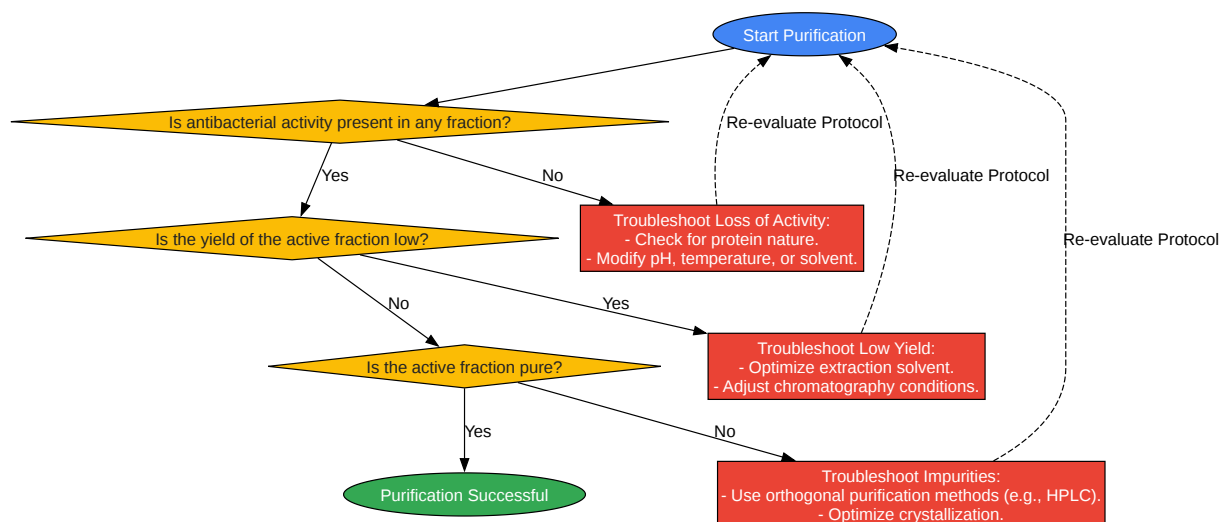 Start Purification
Is antibacterial activity present in any fraction?
Re-evaluate Protocol
Yes
No
Re-evaluate Protocol
Troubleshoot Loss of Activity:
- Check for protein nature.
- Modify pH, temperature, or solvent.
Is the yield of the active fraction low?
Re-evaluate Protocol
No
Yes
Troubleshoot Low Yield:
- Optimize extraction solvent.
- Adjust chromatography conditions.
Is the active fraction pure?
Yes
No
Troubleshoot Impurities:
- Use orthogonal purification methods (e.g., HPLC).
- Optimize crystallization.
Purification Successful